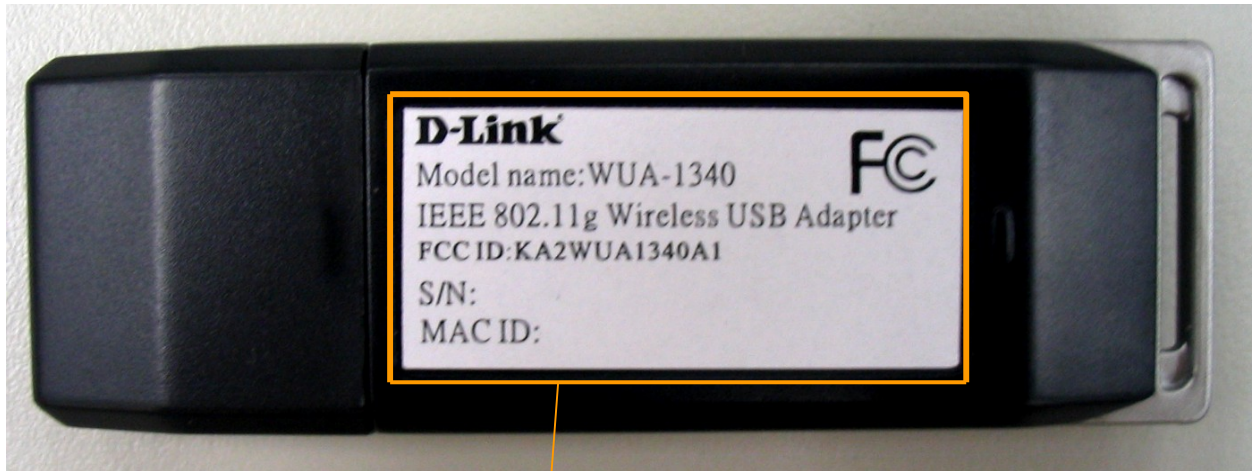 D-Link
Model name:WUA-1340
FC
IEEE 802.11g Wireless USB Adapter
FCC ID:KA2WUA1340A1
S/N:
MAC ID: